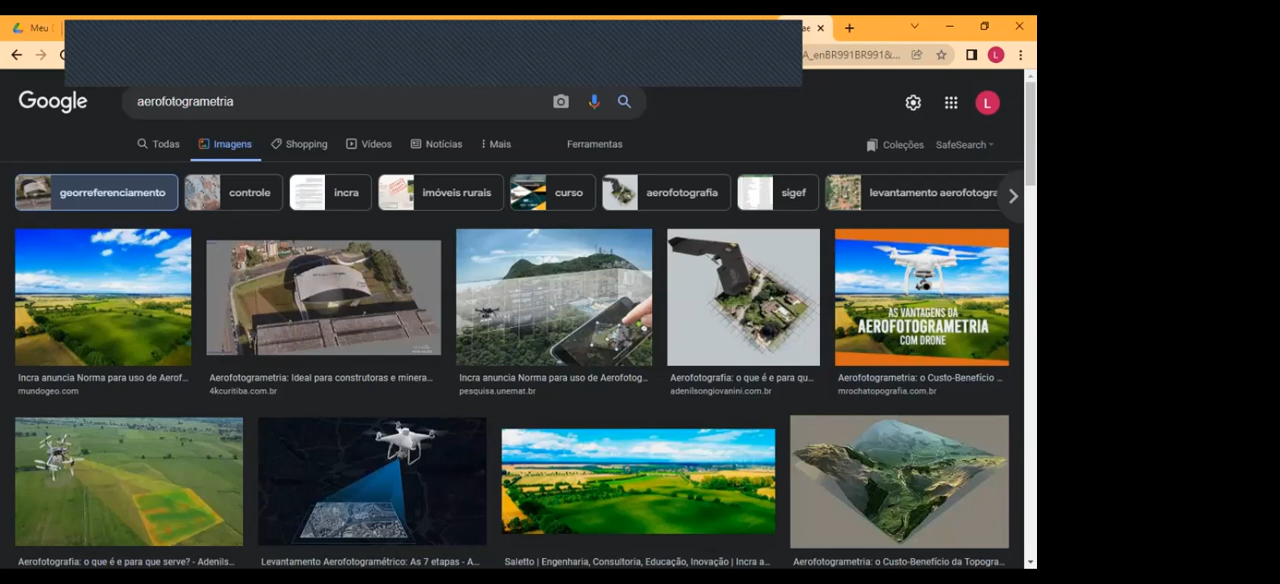 Meu
ae
A_enBR991BR991&...
L
Google
aerofotogrametria
L
Todas
Imagens
Shopping
Vídeos
Notícias
Mais
Ferramentas
Coleções
SafeSearch
georreferenciamento
controle
incra
imóveis rurais
curso
aerofotografia
sigef
levantamento aerofotogra
AS VANTAGENS DA
AEROFOTOGRAMETRIA
COM DRONE
Incra anuncia Norma para uso de Aerof...
mundogeo.com
Aerofotogrametria: Ideal para construtoras e minera...
4kcuritiba.com.br
Incra anuncia Norma para uso de Aerofotog...
pesquisa.unemat.br
Aerofotografia: o que é e para qu...
adenilsongiovanini.com.br
Aerofotogrametria: o Custo-Benefício ...
mrochatopografia.com.br
Aerofotografia: o que é e para que serve? - Adenils...
Levantamento Aerofotogramétrico: As 7 etapas - A...
Saletto | Engenharia, Consultoria, Educação, Inovação | Incra a...
Aerofotogrametria: o Custo-Benefício da Topogra...